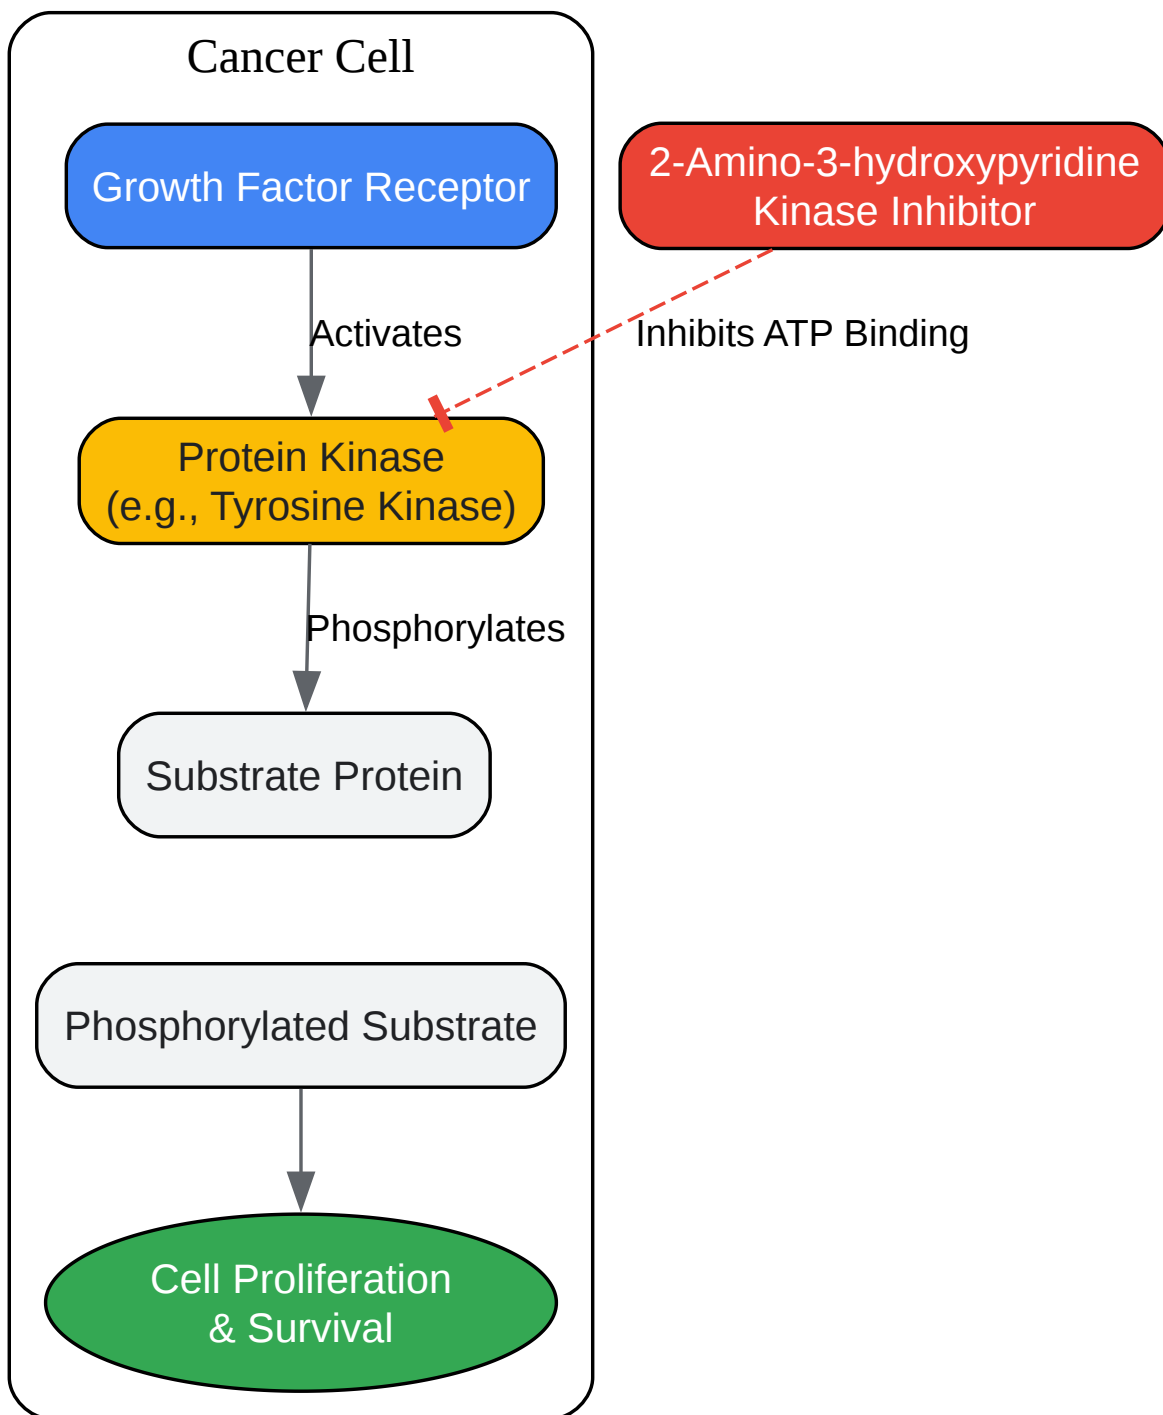 Cancer Cell
Growth Factor Receptor
2-Amino-3-hydroxypyridine
Kinase Inhibitor
Activates
Inhibits ATP Binding
Protein Kinase
(e.g., Tyrosine Kinase)
Phosphorylates
Substrate Protein
Phosphorylated Substrate
Cell Proliferation
& Survival